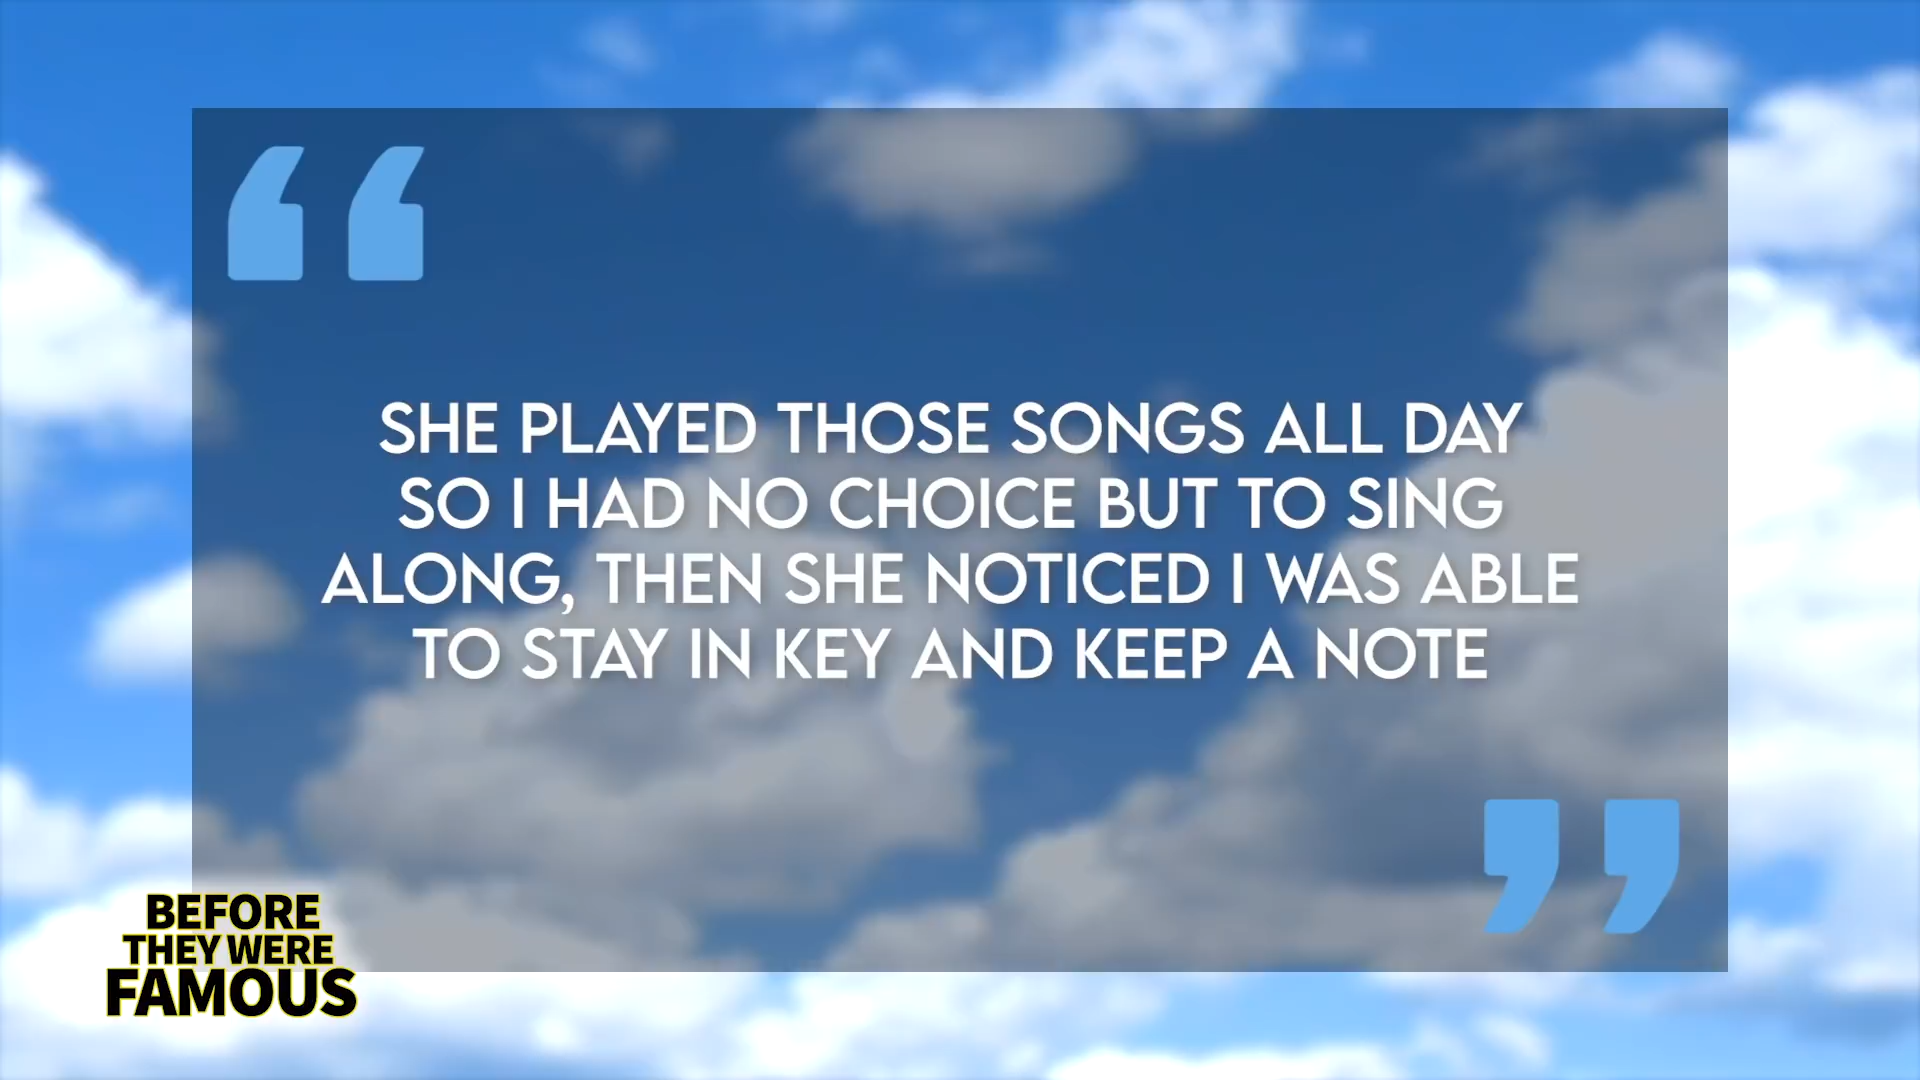 SHE PLAYED THOSE SONGS ALL DAY
SO I HAD NO CHOICE BUT TO SING
ALONG, THEN SHE NOTICED I WAS ABLE
TO STAY IN KEY AND KEEP A NOTE
BEFORE
THEY WERE
FAMOUS